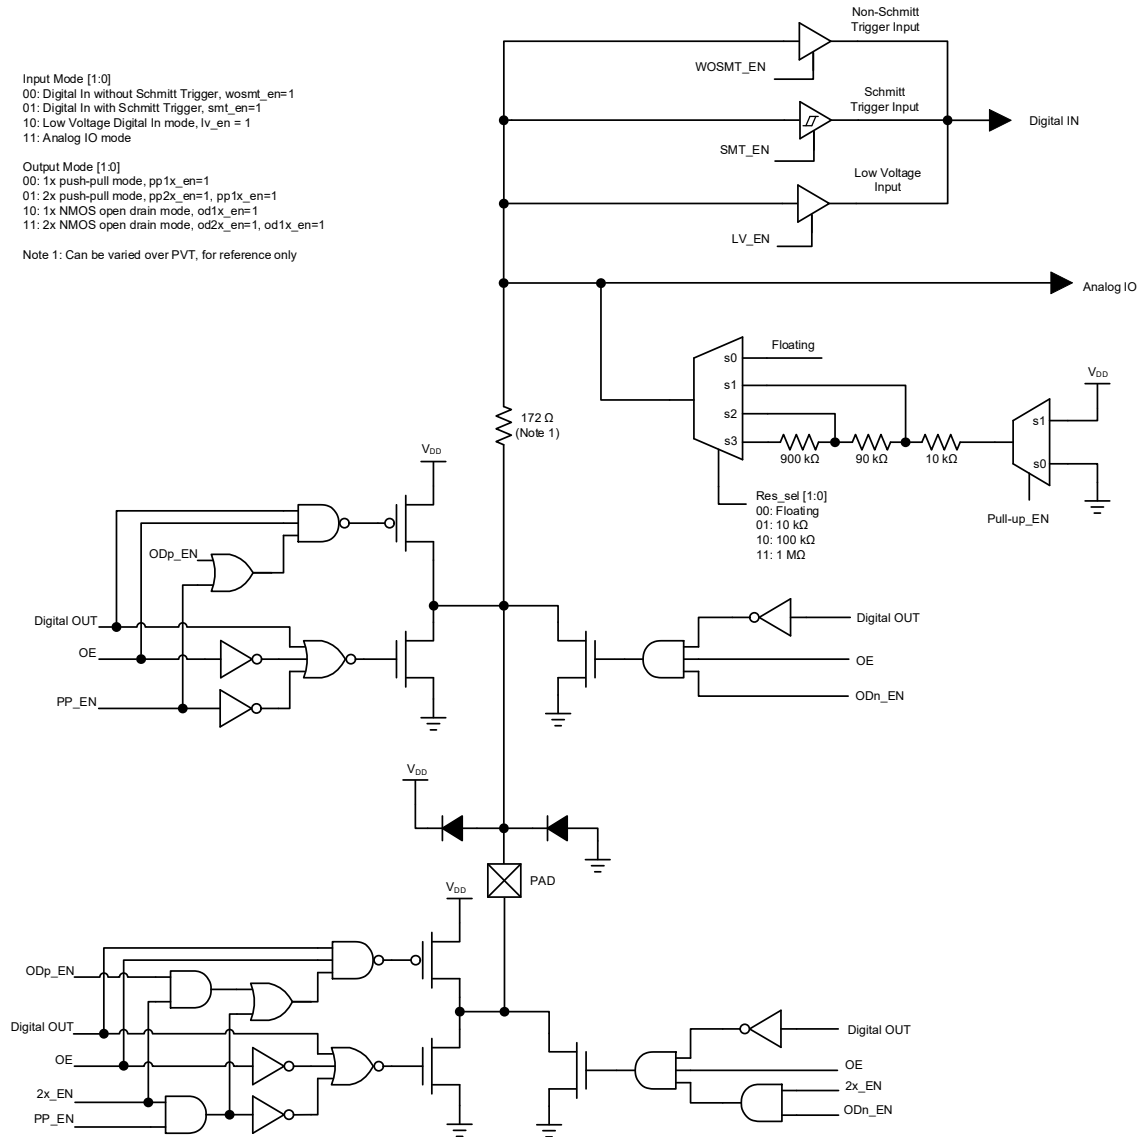 Input Mode [1:0]
00: Digital In without Schmitt Trigger, wosmt_en=1
01: Digital In with Schmitt Trigger, smt_en=1
10: Low Voltage Digital In mode, lv_en = 1
11: Analog IO mode
Output Mode [1:0]
00: 1x push-pull mode, pp1x_en=1
01: 2x push-pull mode, pp2x_en=1, pp1x_en=1
10: 1x NMOS open drain mode, od1x_en=1
11: 2x NMOS open drain mode, od2x_en=1, od1x_en=1
Note 1: Can be varied over PVT, for reference only
Non-Schmitt
Trigger Input
WOSMT_EN
Schmitt
Trigger Input
SMT_EN
Digital IN
Low Voltage
Input
LV_EN
Analog IO
Floating
s0
s1
s2
s3
900 kΩ
90 kΩ
10 kΩ
VDD
s1
s0
Pull-up_EN
Res_sel [1:0]
00: Floating
01: 10 kΩ
10: 100 kΩ
11: 1 MΩ
172 Ω
(Note 1)
VDD
ODp_EN
Digital OUT
OE
PP_EN
Digital OUT
OE
ODn_EN
VDD
PAD
VDD
ODp_EN
Digital OUT
OE
2x_EN
PP_EN
Digital OUT
OE
2x_EN
ODn_EN